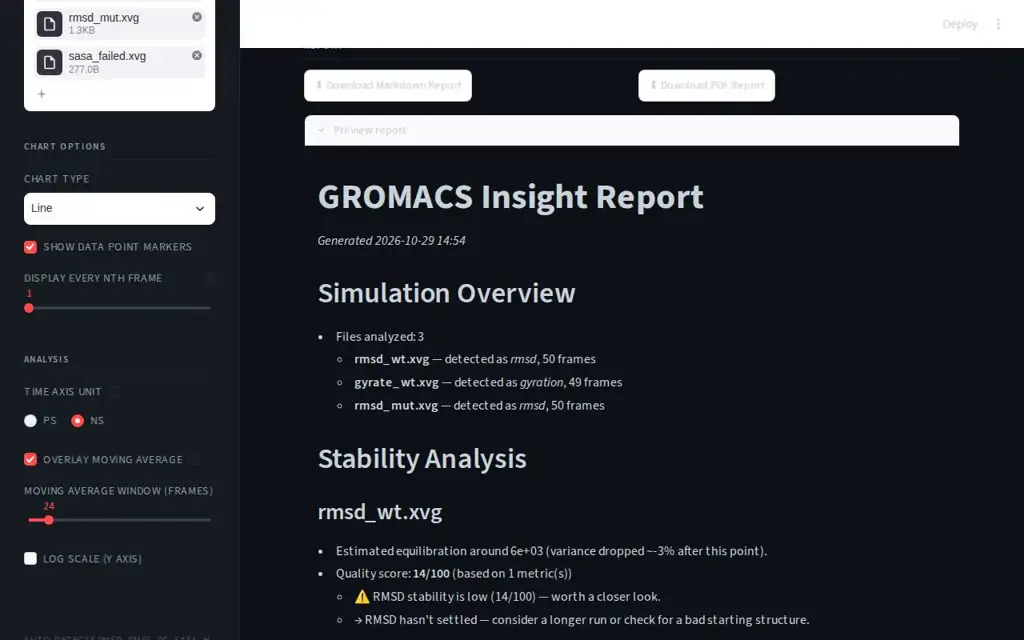 rmsd_mut.xvg
1.3KB
sasa_failed.xvg
277.0B
+
CHART OPTIONS
CHART TYPE
Line
SHOW DATA POINT MARKERS
DISPLAY EVERY NTH FRAME
1
ANALYSIS
TIME AXIS UNIT
PS NS
OVERLAY MOVING AVERAGE
MOVING AVERAGE WINDOW (FRAMES)
24
LOG SCALE (Y AXIS)
Deploy
Download Markdown Report
Download PDF Report
Preview report
GROMACS Insight Report
Generated 2026-10-29 14:54
Simulation Overview
• Files analyzed: 3
rmsd_wt.xvg — detected as rmsd, 50 frames
gyrate_wt.xvg — detected as gyration, 49 frames
rmsd_mut.xvg — detected as rmsd, 50 frames
Stability Analysis
rmsd_wt.xvg
• Estimated equilibration around 6e+03 (variance dropped ~-3% after this point).
• Quality score: 14/100 (based on 1 metric(s))
⚠️ RMSD stability is low (14/100) — worth a closer look.
→ RMSD hasn't settled — consider a longer run or check for a bad starting structure.